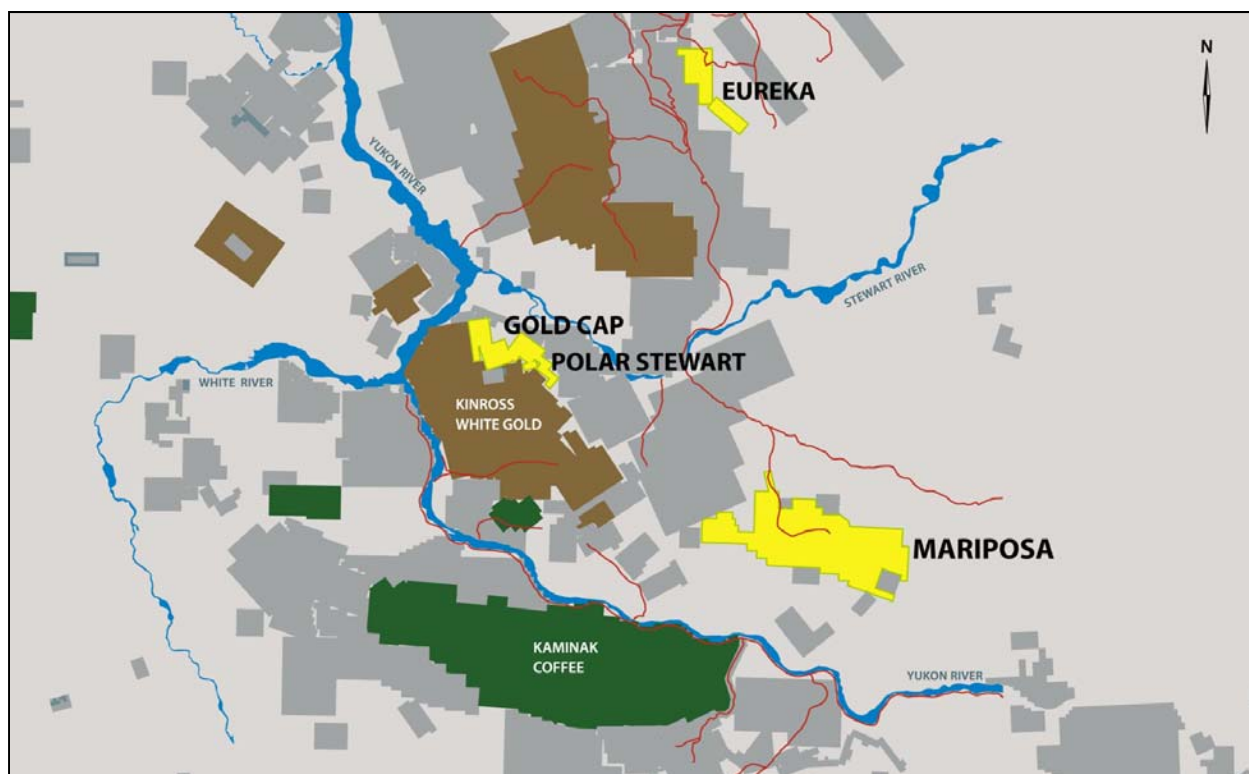 N
EUREKA
YUKON RIVER
STEWART RIVER
GOLD CAP
POLAR STEWART
WHITE RIVER
KINROSS
WHITE GOLD
MARIPOSA
KAMINAK
COFFEE
YUKON RIVER